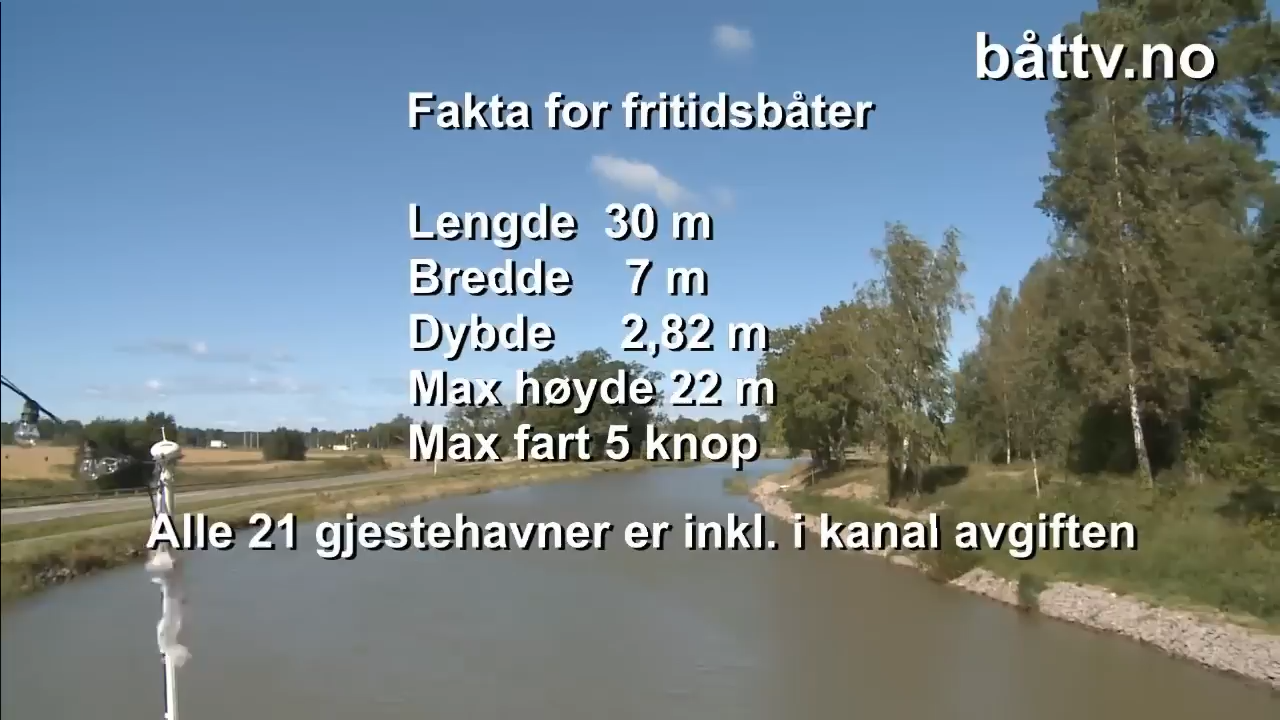 båttv.no
Fakta for fritidsbåter
Lengde 30 m
Bredde 7 m
Dybde 2,82 m
Max høyde 22 m
Max fart 5 knop
Alle 21 gjestehavner er inkl. i kanal avgiften